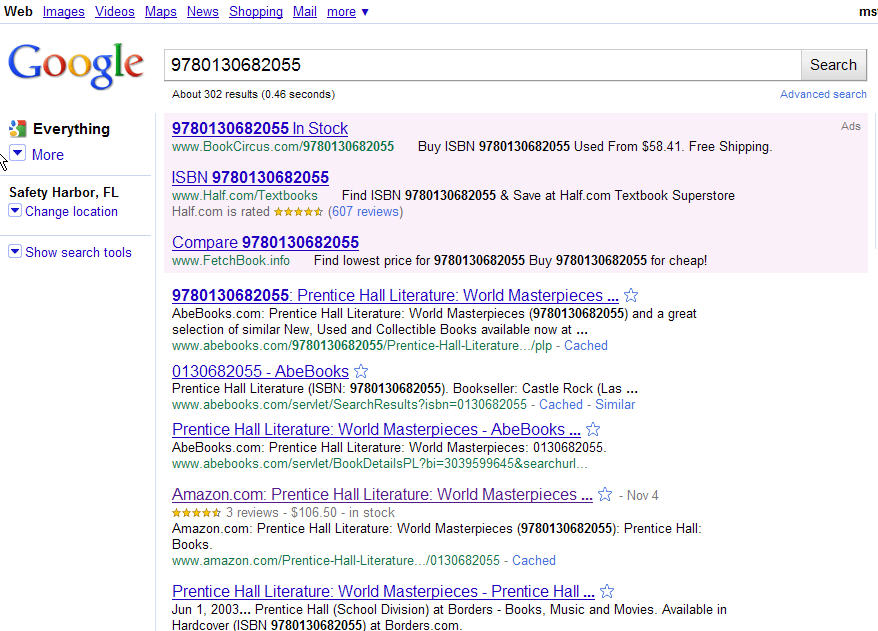 Web Images Videos Maps News Shopping Mail more ▼
Google
9780130682055 Search
About 302 results (0.46 seconds) Advanced search
Everything
More
Safety Harbor, FL
Change location
Show search tools
Ads
9780130682055 In Stock
www.BookCircus.com/9780130682055 Buy ISBN 9780130682055 Used From $58.41. Free Shipping.
ISBN 9780130682055
www.Half.com/Textbooks Find ISBN 9780130682055 & Save at Half.com Textbook Superstore
Half.com is rated ★★★★★ (607 reviews)
Compare 9780130682055
www.FetchBook.info Find lowest price for 9780130682055 Buy 9780130682055 for cheap!
9780130682055: Prentice Hall Literature: World Masterpieces ...
AbeBooks.com: Prentice Hall Literature: World Masterpieces (9780130682055) and a great
selection of similar New, Used and Collectible Books available now at ...
www.abebooks.com/9780130682055/Prentice-Hall-Literature.../plp - Cached
0130682055 - AbeBooks
Prentice Hall Literature (ISBN: 9780130682055). Bookseller: Castle Rock (Las ...
www.abebooks.com/servlet/SearchResults?isbn=0130682055 - Cached - Similar
Prentice Hall Literature: World Masterpieces - AbeBooks ...
AbeBooks.com: Prentice Hall Literature: World Masterpieces: 0130682055.
www.abebooks.com/servlet/BookDetailsPL?bi=3039599645&searchurl...
Amazon.com: Prentice Hall Literature: World Masterpieces ... - Nov 4
★★★★★ 3 reviews - $106.50 - in stock
Amazon.com: Prentice Hall Literature: World Masterpieces (9780130682055): Prentice Hall:
Books.
www.amazon.com/Prentice-Hall-Literature.../0130682055 - Cached
Prentice Hall Literature: World Masterpieces - Prentice Hall ...
Jun 1, 2003... Prentice Hall (School Division) at Borders - Books, Music and Movies. Available in
Hardcover (ISBN 9780130682055) at Borders.com.